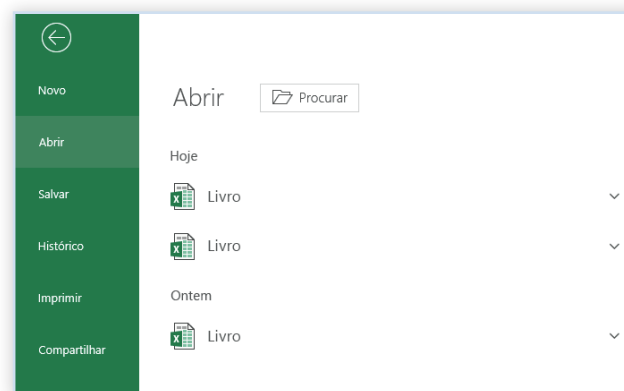 Novo
Abrir
Salvar
Histórico
Imprimir
Compartilhar
Abrir
Procurar
Hoje
Livro
Livro
Ontem
Livro